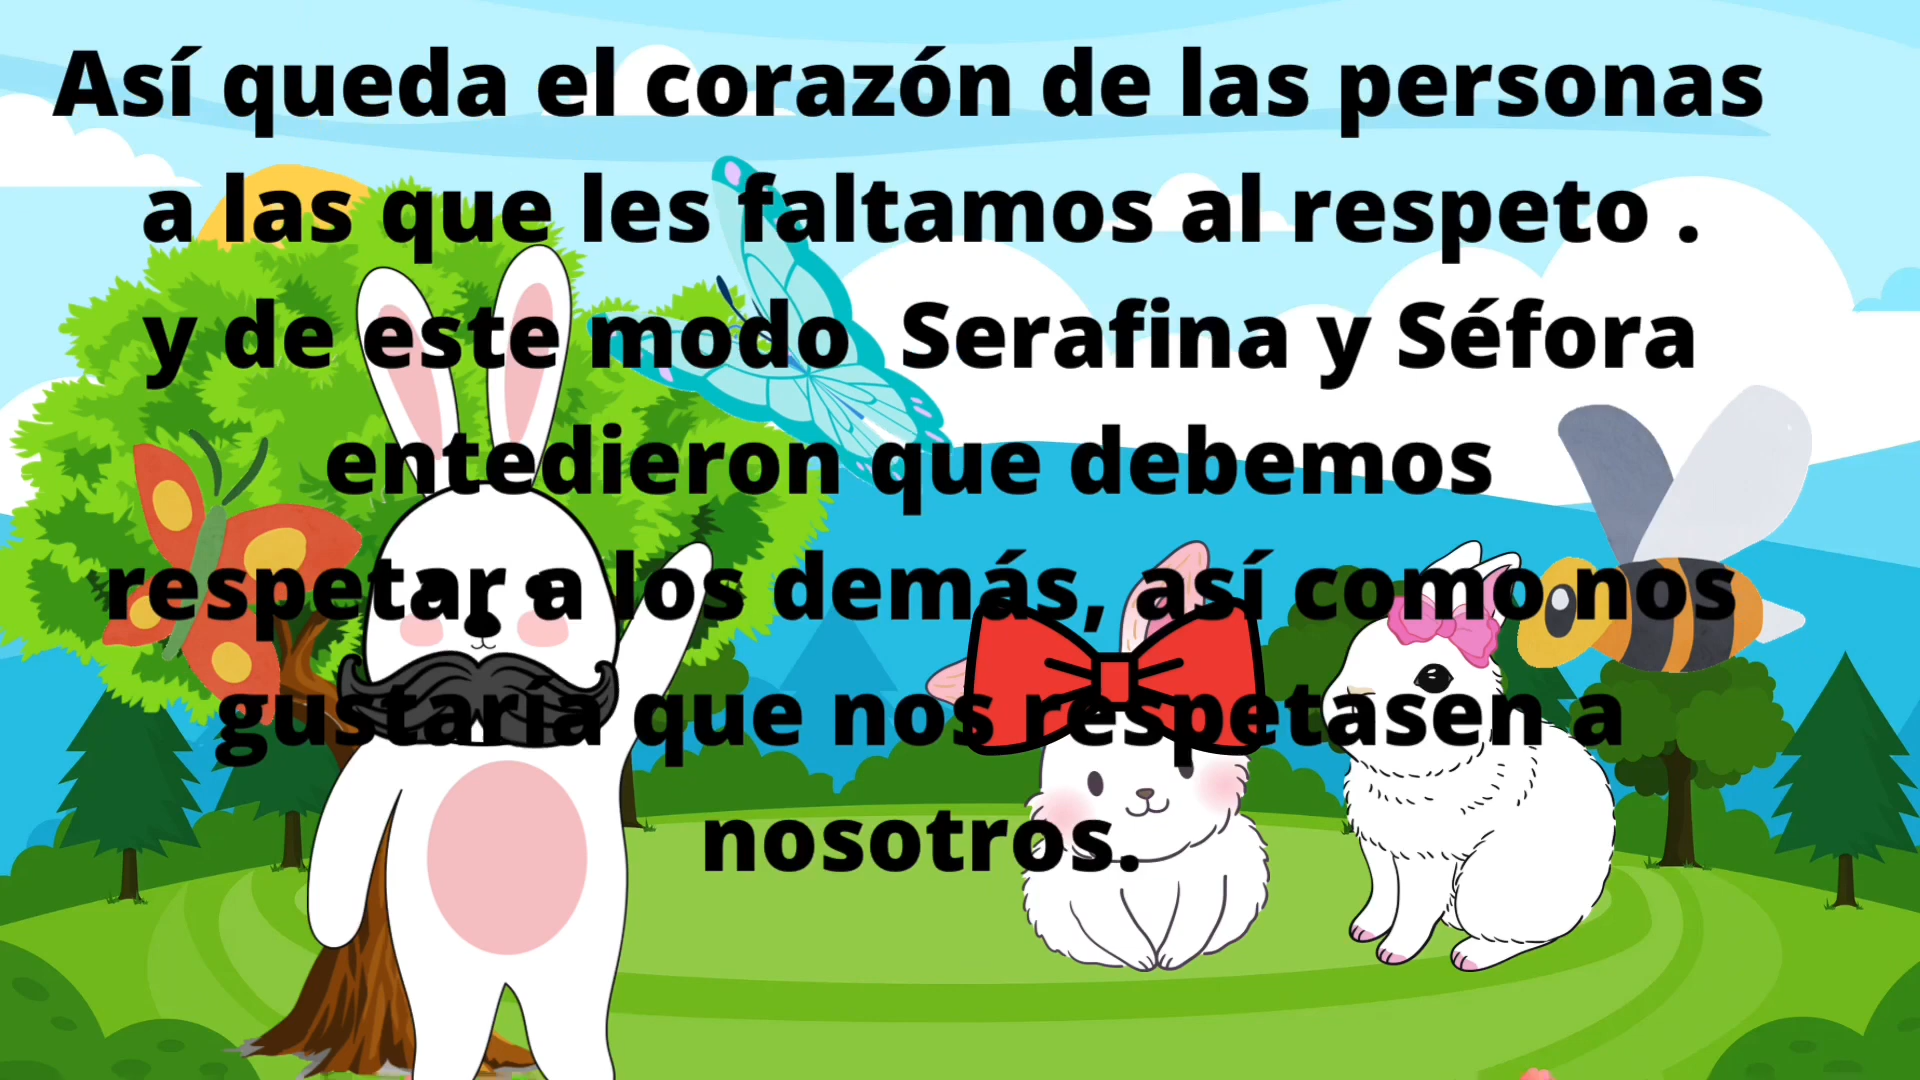 Así queda el corazón de las personas
a las que les faltamos al respeto .
y de este modo Serafina y Séfora
entedieron que debemos
respetar a los demás, así como nos
gustaría que nos respetasen a
nosotros.